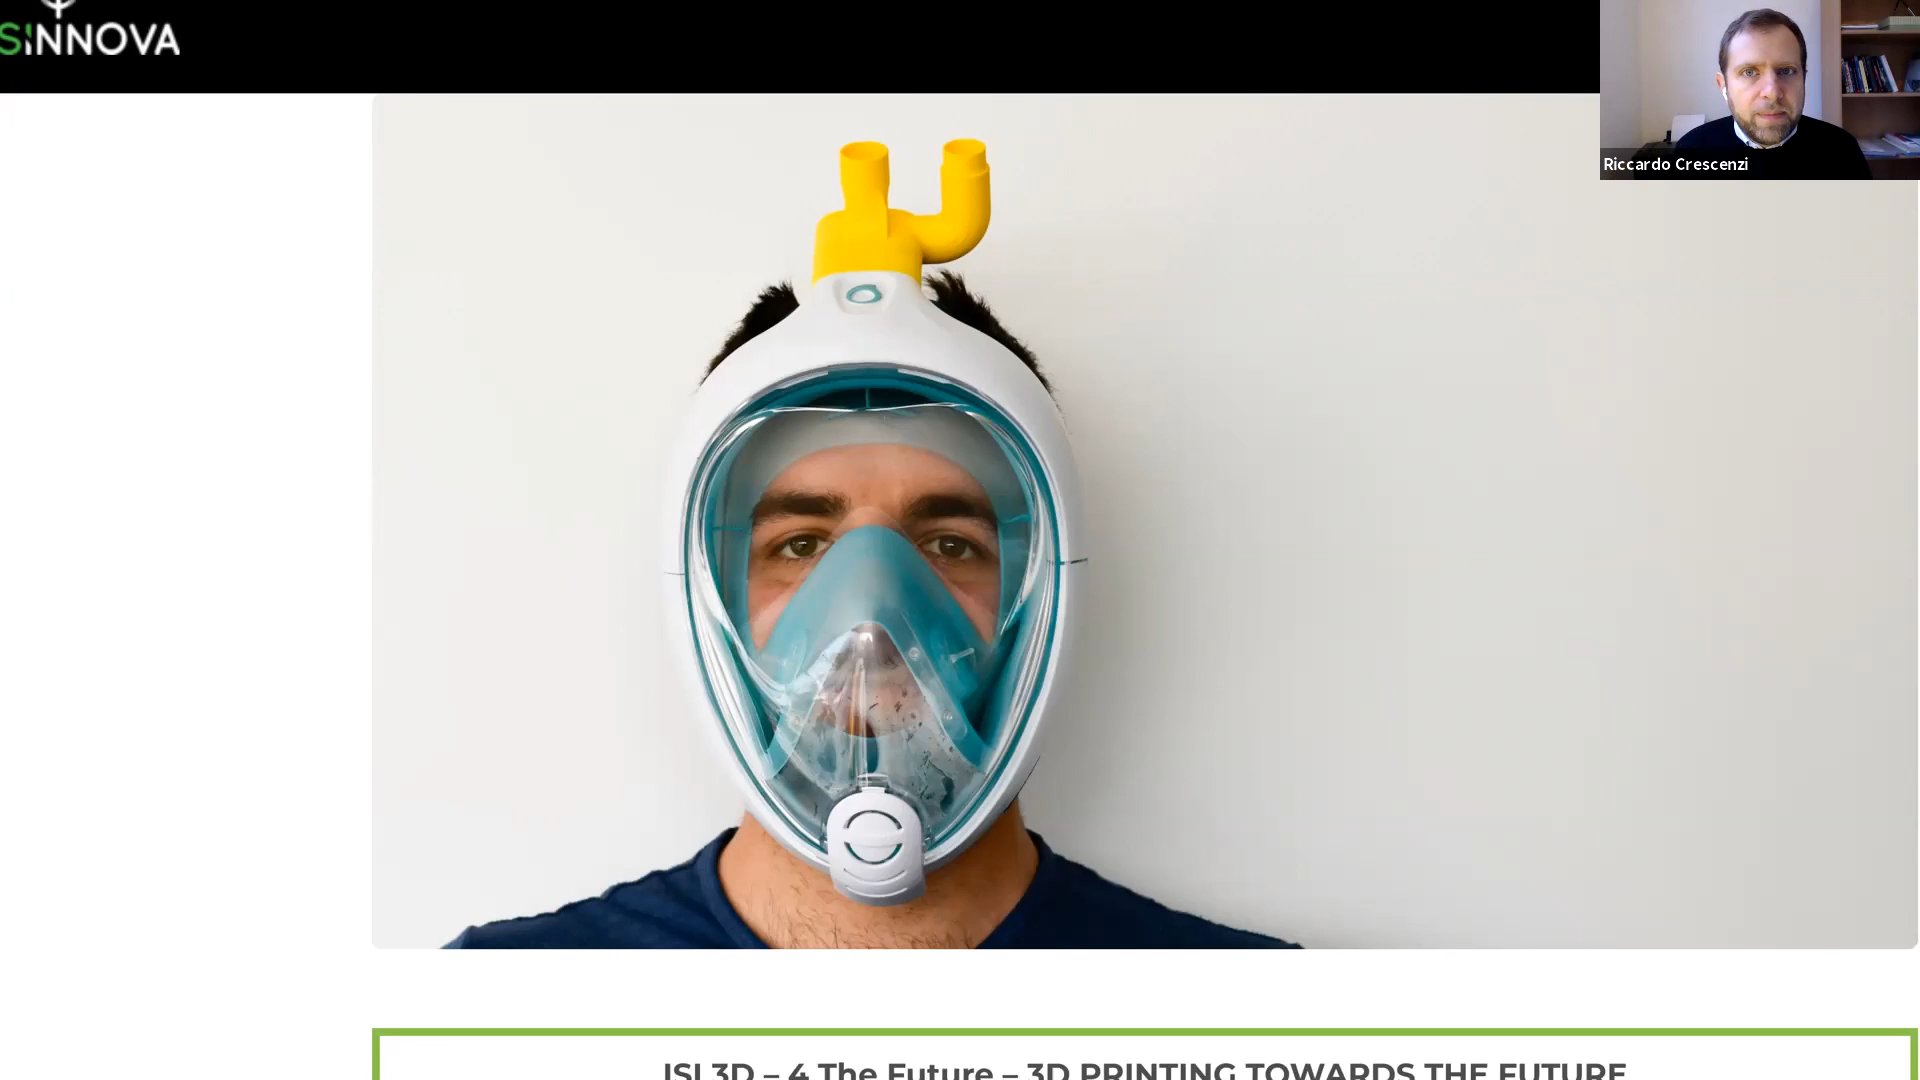 SINNOVA
Riccardo Crescenzi
ISI 3D – 4 The Future – 3D PRINTING TOWARDS THE FUTURE